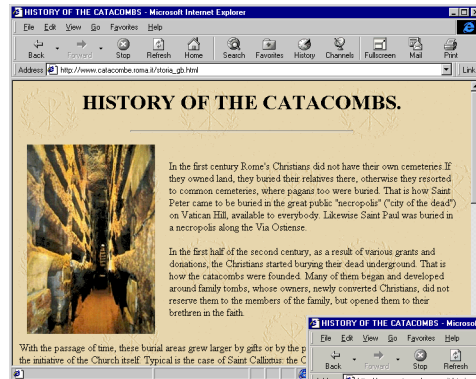 HISTORY OF THE CATACOMBS - Microsoft Internet Explorer
File Edit View Go Favorites Help
Back Forward Stop Refresh Home Search Favorites History Channels Fullscreen Mail Print
Address http://www.catacombe.roma.it/storia_gb.html Link
HISTORY OF THE CATACOMBS.
In the first century Rome's Christians did not have their own cemeteries.If
they owned land, they buried their relatives there, otherwise they resorted
to common cemeteries, where pagans too were buried. That is how Saint
Peter came to be buried in the great public "necropolis" ("city of the dead")
on Vatican Hill, available to everybody. Likewise Saint Paul was buried in
a necropolis along the Via Ostiense.
In the first half of the second century, as a result of various grants and
donations, the Christians started burying their dead underground. That is
how the catacombs were founded. Many of them began and developed
around family tombs, whose owners, newly converted Christians, did not
reserve them to the members of the family, but opened them to their
brethren in the faith.
With the passage of time, these burial areas grew larger by gifts or by the p
the initiative of the Church itself. Typical is the case of Saint Callixtus: the C
HISTORY OF THE CATACOMBS - Microsof
File Edit View Go Favorites Help
Back Forward Stop Refresh